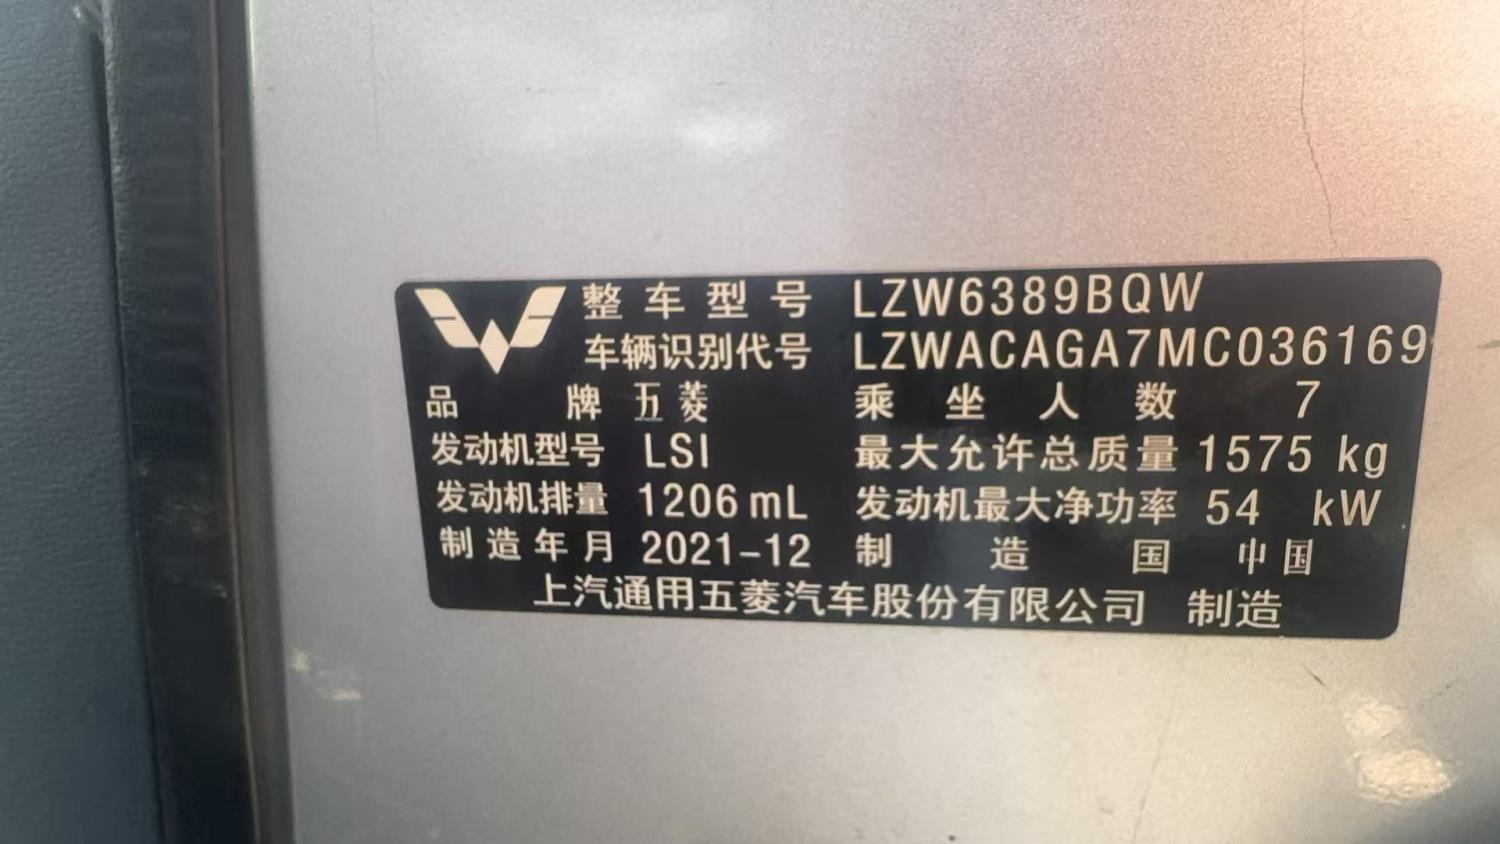 整车型号 LZW6389BQW
车辆识别代号 LZWACAGA7MC036169
品牌 五菱 乘坐人数 7
发动机型号 LSI 最大允许总质量 1575 kg
发动机排量 1206 mL 发动机最大净功率 54 kW
制造年月 2021-12 制造国 中国
上汽通用五菱汽车股份有限公司 制造